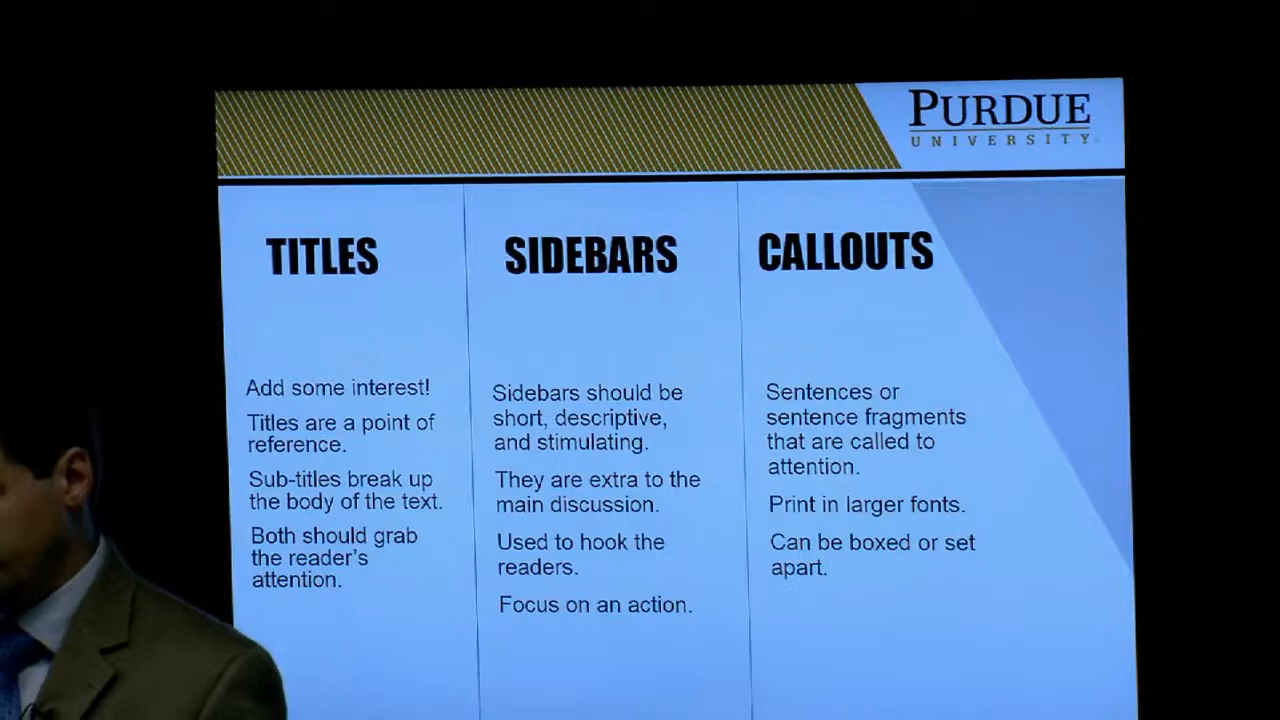 PURDUE
UNIVERSITY
TITLES
Add some interest!
Titles are a point of
reference.
Sub-titles break up
the body of the text.
Both should grab
the reader's
attention.
SIDEBARS
Sidebars should be
short, descriptive,
and stimulating.
They are extra to the
main discussion.
Used to hook the
readers.
Focus on an action.
CALLOUTS
Sentences or
sentence fragments
that are called to
attention.
Print in larger fonts.
Can be boxed or set
apart.